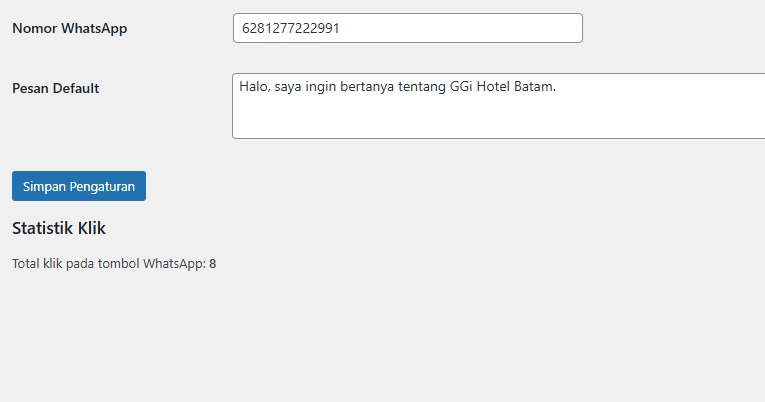 Nomor WhatsApp
6281277222991
Pesan Default
Halo, saya ingin bertanya tentang GGi Hotel Batam.
Simpan Pengaturan
Statistik Klik
Total klik pada tombol WhatsApp: 8